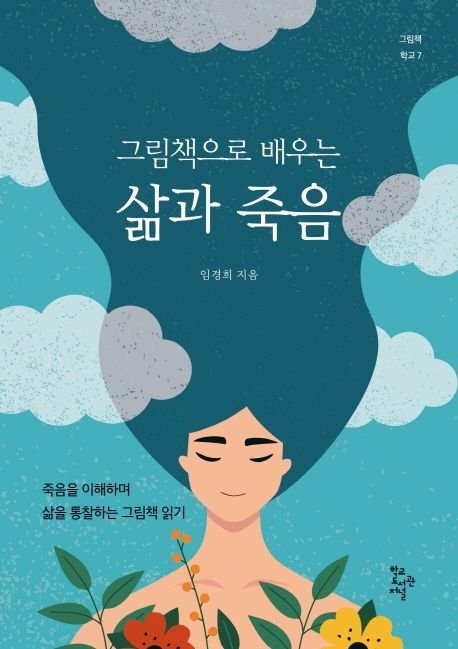 그림책
학교 7
그림책으로 배우는
삶과 죽음
임경희 지음
죽음을 이해하며
삶을 통찰하는 그림책 읽기
학교
도서관
저널